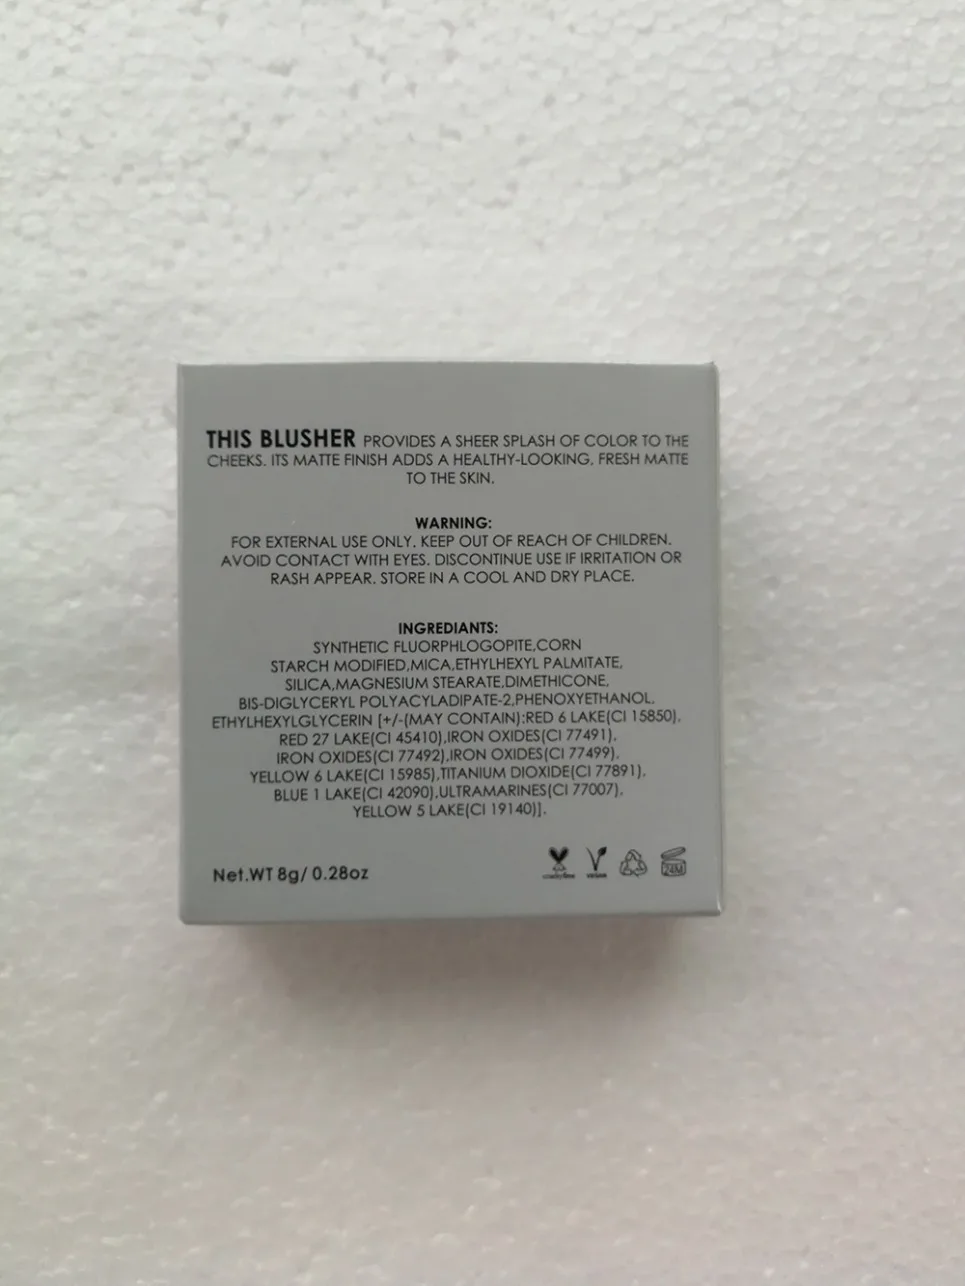 THIS BLUSHER PROVIDES A SHEER SPLASH OF COLOR TO THE
CHEEKS. ITS MATTE FINISH ADDS A HEALTHY-LOOKING, FRESH MATTE
TO THE SKIN.
WARNING:
FOR EXTERNAL USE ONLY. KEEP OUT OF REACH OF CHILDREN.
AVOID CONTACT WITH EYES. DISCONTINUE USE IF IRRITATION OR
RASH APPEAR. STORE IN A COOL AND DRY PLACE.
INGREDIANTS:
SYNTHETIC FLUORPHLOGOPITE,CORN
STARCH MODIFIED,MICA,ETHYLHEXYL PALMITATE,
SILICA,MAGNESIUM STEARATE,DIMETHICONE,
BIS-DIGLYCERYL POLYACYLADIPATE-2,PHENOXYETHANOL,
ETHYLHEXYLGLYCERIN [+/-(MAY CONTAIN):RED 6 LAKE(CI 15850),
RED 27 LAKE(CI 45410),IRON OXIDES(CI 77491),
IRON OXIDES(CI 77492),IRON OXIDES(CI 77499),
YELLOW 6 LAKE(CI 15985),TITANIUM DIOXIDE(CI 77891),
BLUE 1 LAKE(CI 42090),ULTRAMARINES(CI 77007),
YELLOW 5 LAKE(CI 19140)].
Net.WT 8g/ 0.28oz
24M